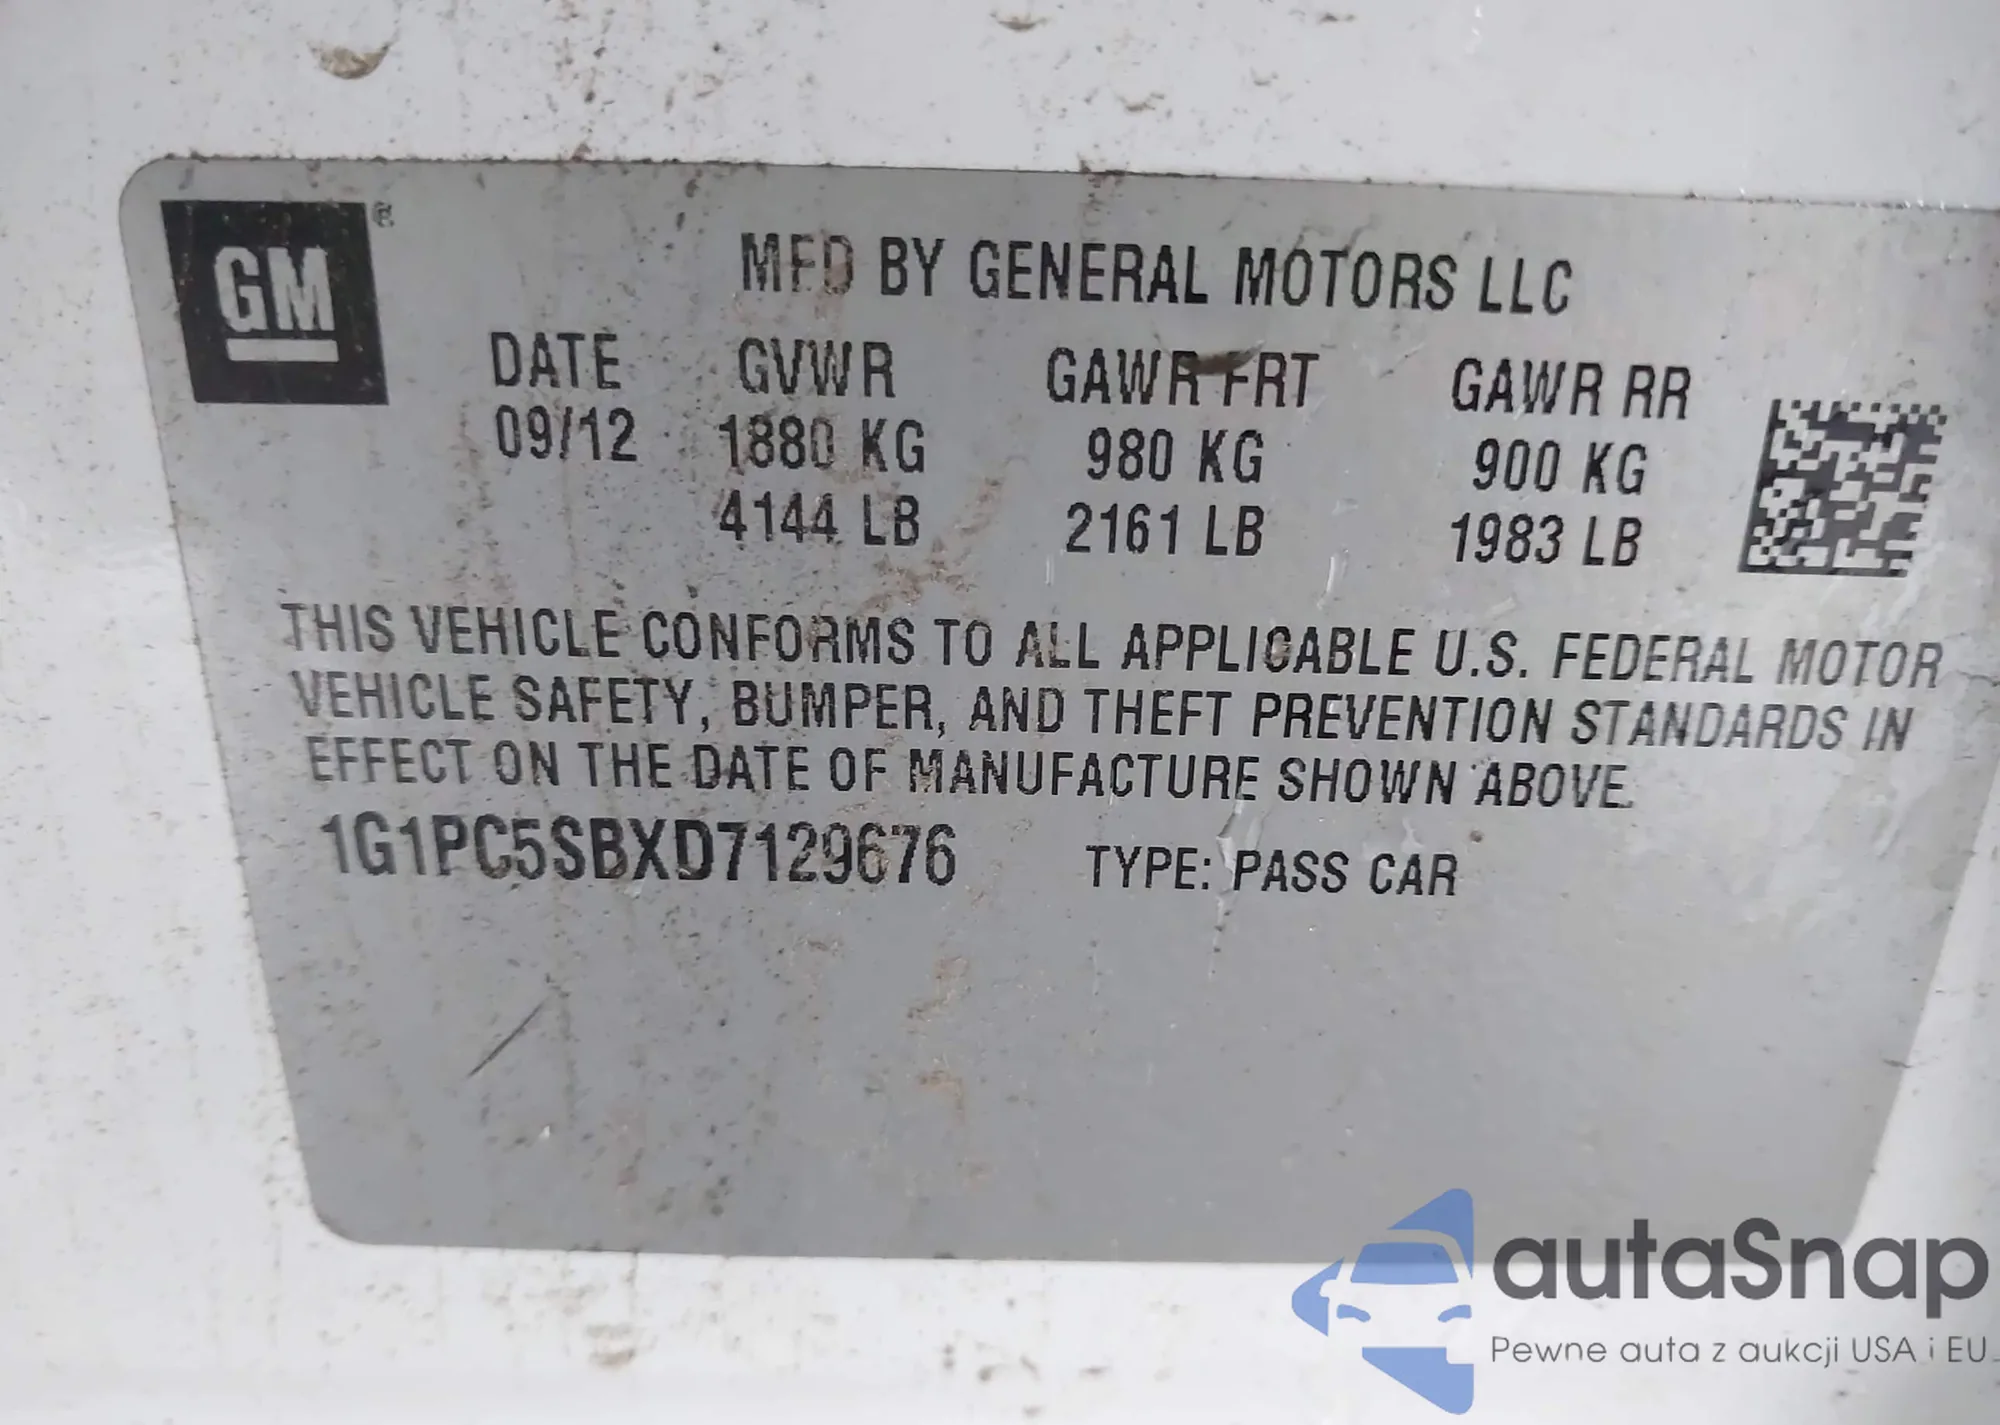 GM ®
MFD BY GENERAL MOTORS LLC
DATE GVWR GAWR FRT GAWR RR
09/12 1880 KG 980 KG 900 KG
4144 LB 2161 LB 1983 LB
THIS VEHICLE CONFORMS TO ALL APPLICABLE U.S. FEDERAL MOTOR
VEHICLE SAFETY, BUMPER, AND THEFT PREVENTION STANDARDS IN
EFFECT ON THE DATE OF MANUFACTURE SHOWN ABOVE.
1G1PC5SBXD7129676 TYPE: PASS CAR
autaSnap
Pewne auta z aukcji USA i EU